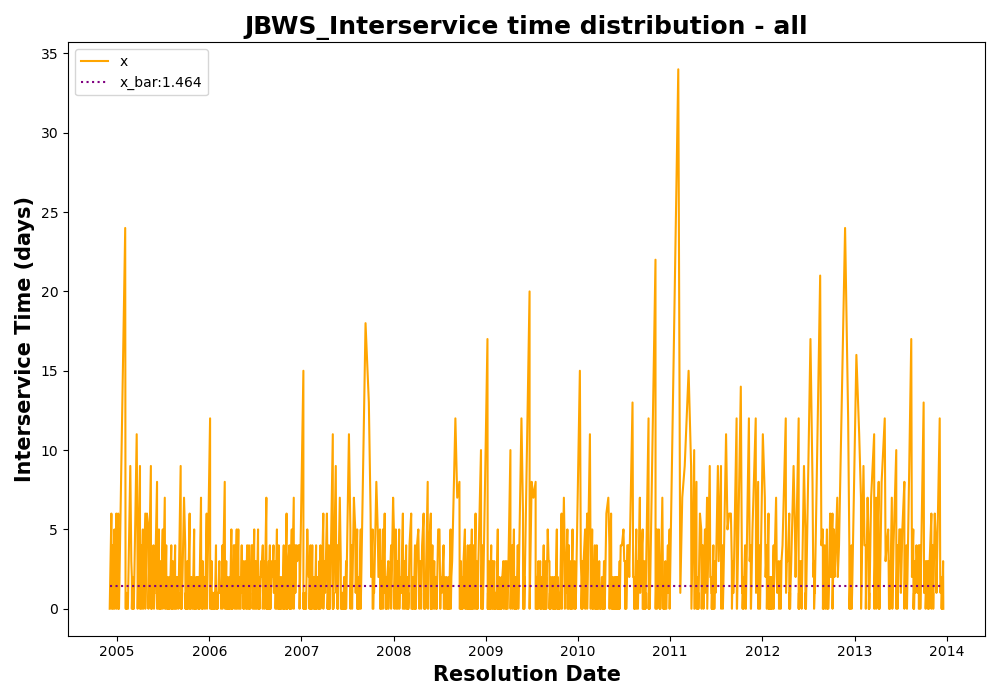 JBWS_Interservice time distribution - all
x
x_bar:1.464
Interservice Time (days)
35
30
25
20
15
10
5
0
2005 2006 2007 2008 2009 2010 2011 2012 2013 2014
Resolution Date